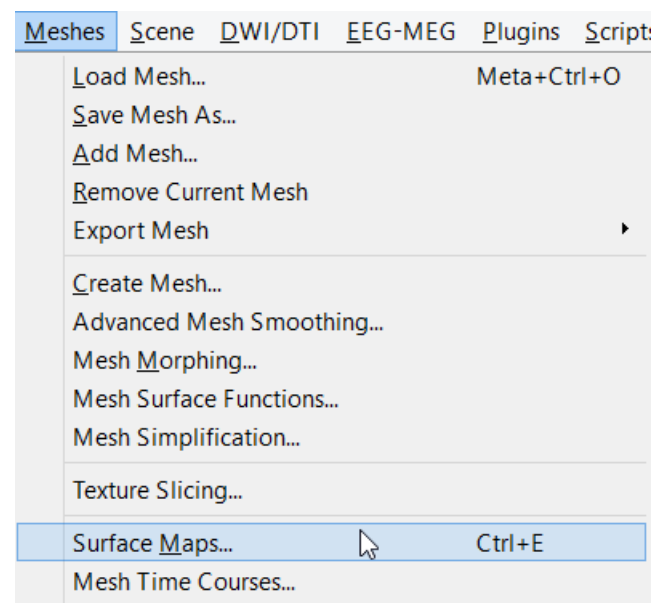 Meshes Scene DWI/DTI EEG-MEG Plugins Scripts
Load Mesh... Meta+Ctrl+O
Save Mesh As...
Add Mesh...
Remove Current Mesh
Export Mesh
Create Mesh...
Advanced Mesh Smoothing...
Mesh Morphing...
Mesh Surface Functions...
Mesh Simplification...
Texture Slicing...
Surface Maps... Ctrl+E
Mesh Time Courses...